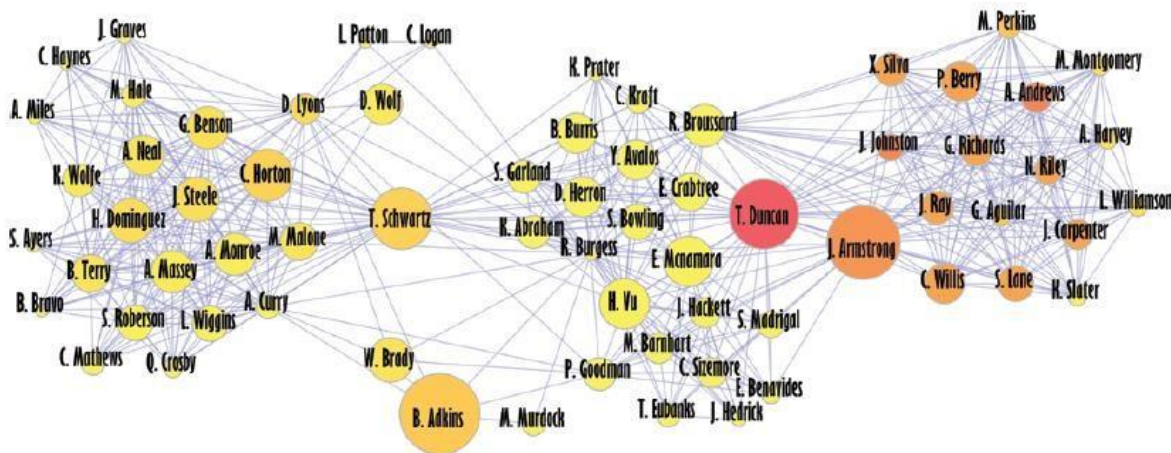 J. Graves
C. Haynes
M. Hale
A. Miles
G. Benson
A. Neal
K. Wolfe
J. Steele
H. Dominguez
C. Horton
S. Ayers
A. Monroe
M. Malone
B. Terry
A. Massey
B. Bravo
S. Roberson
L. Wiggins
A. Curry
C. Mathews
Q. Crosby
L. Patton
C. Logan
D. Lyons
D. Wolf
T. Schwartz
W. Brady
B. Adkins
M. Murdock
K. Prater
C. Kraft
B. Burris
R. Broussard
Y. Avalos
S. Garland
D. Herron
E. Crabtree
S. Bowling
K. Abraham
R. Burgess
T. Duncan
E. Mcnamara
H. Vu
J. Hackett
S. Madrigal
M. Barnhart
P. Goodman
C. Sizemore
E. Benavides
T. Eubanks
J. Hedrick
M. Perkins
X. Silva
P. Berry
M. Montgomery
A. Andrews
J. Johnston
G. Richards
A. Harvey
N. Riley
J. Ray
G. Aguilar
L. Williamson
J. Carpenter
J. Armstrong
C. Willis
S. Lane
K. Slater